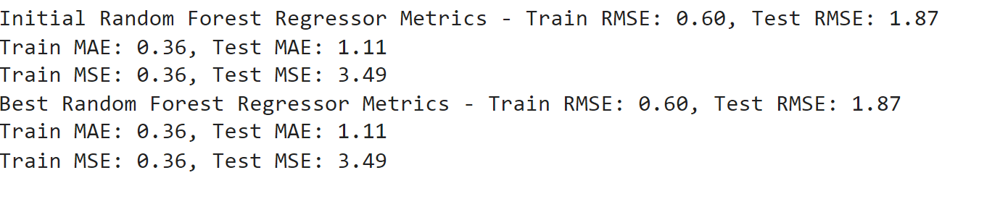 Initial Random Forest Regressor Metrics - Train RMSE: 0.60, Test RMSE: 1.87
Train MAE: 0.36, Test MAE: 1.11
Train MSE: 0.36, Test MSE: 3.49
Best Random Forest Regressor Metrics - Train RMSE: 0.60, Test RMSE: 1.87
Train MAE: 0.36, Test MAE: 1.11
Train MSE: 0.36, Test MSE: 3.49